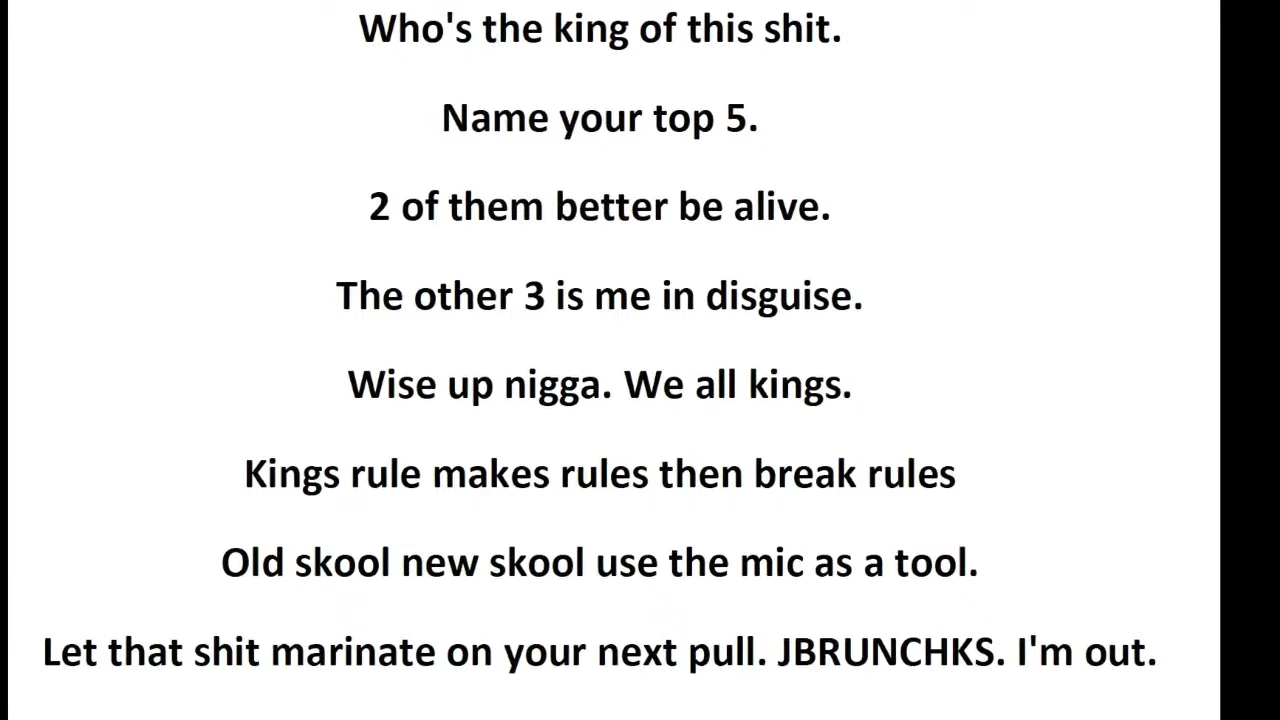 Who's the king of this shit.
Name your top 5.
2 of them better be alive.
The other 3 is me in disguise.
Wise up nigga. We all kings.
Kings rule makes rules then break rules
Old skool new skool use the mic as a tool.
Let that shit marinate on your next pull. JBRUNCHKS. I'm out.